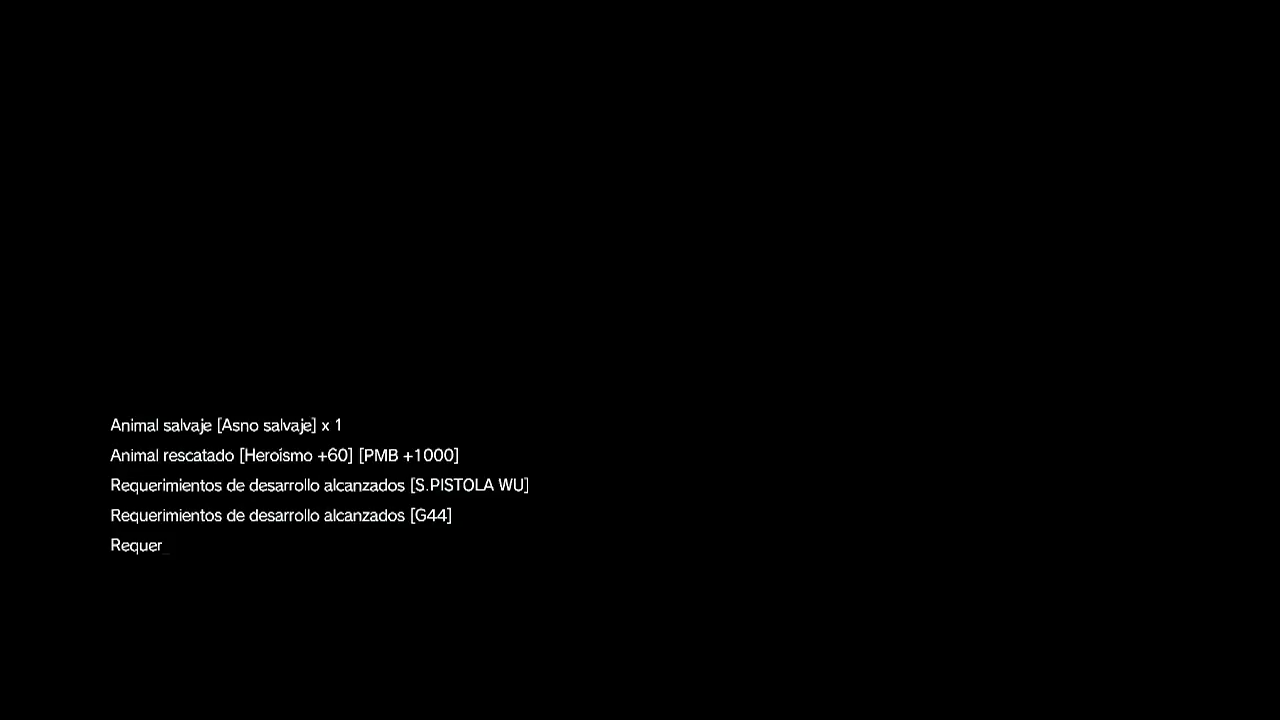 Animal salvaje [Asno salvaje] x 1
Animal rescatado [Heroísmo +60] [PMB +1000]
Requerimientos de desarrollo alcanzados [S.PISTOLA WU]
Requerimientos de desarrollo alcanzados [G44]
Requer_